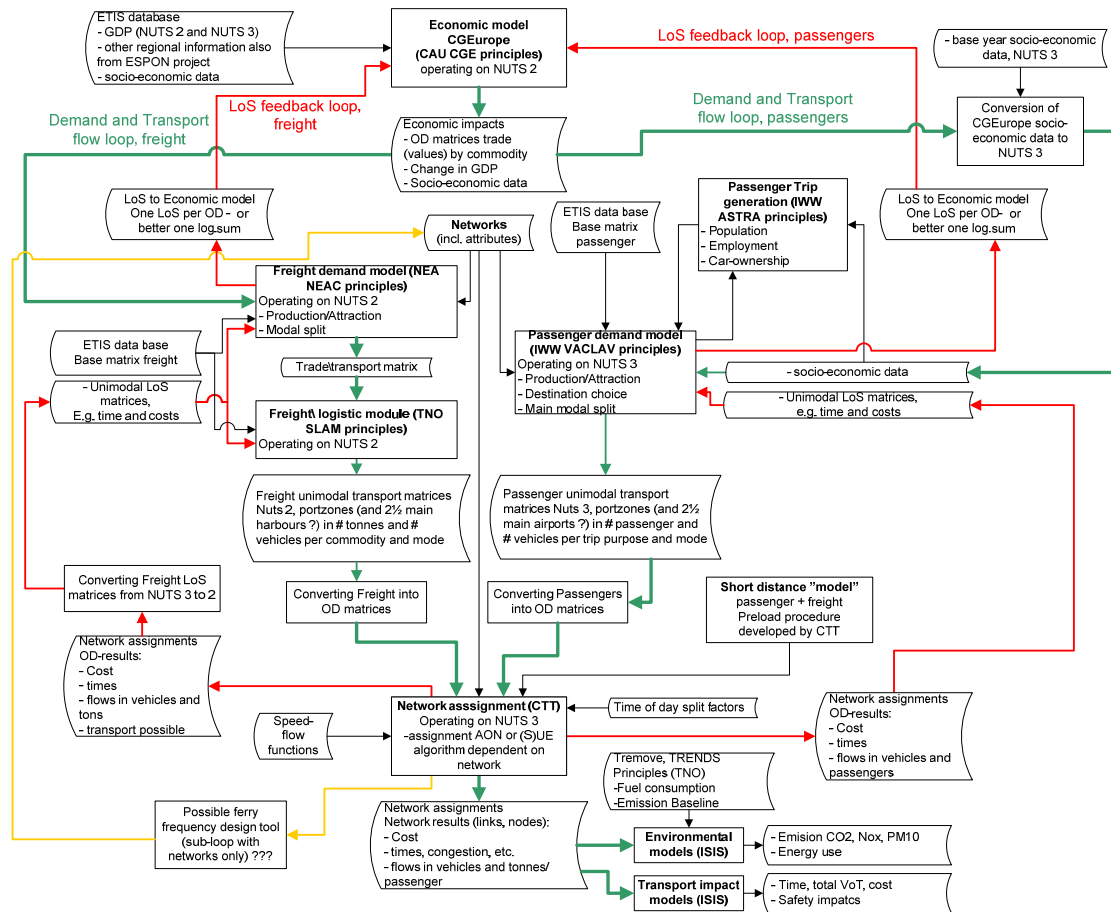 ETIS database
- GDP (NUTS 2 and NUTS 3)
- other regional information also
from ESPON project
- socio-economic data
Economic model
CGEurope
(CAU CGE principles)
operating on NUTS 2
LoS feedback loop, passengers
- base year socio-economic
data, NUTS 3
LoS feedback loop,
freight
Demand and Transport
flow loop, freight
Demand and Transport
flow loop, passengers
Conversion of
CGEurope socio-
economic data to
NUTS 3
Economic impacts
- OD matrices trade
(values) by commodity
- Change in GDP
- Socio-economic data
LoS to Economic model
One LoS per OD - or
better one log.sum
Networks
(incl. attributes)
ETIS data base
Base matrix
passenger
Passenger Trip
generation (IWW
ASTRA principles)
- Population
- Employment
- Car-ownership
LoS to Economic model
One LoS per OD- or
better one log.sum
Freight demand model (NEA
NEAC principles)
Operating on NUTS 2
- Production/Attraction
- Modal split
ETIS data base
Base matrix freight
Trade\transport matrix
Passenger demand model
(IWW VACLAV principles)
Operating on NUTS 3
- Production/Attraction
- Destination choice
- Main modal split
-socio-economic data
- Unimodal LoS
matrices,
E.g. time and costs
- Unimodal LoS matrices,
e.g. time and costs
Freight\ logistic module (TNO
SLAM principles)
Operating on NUTS 2
Freight unimodal transport matrices
Nuts 2, portzones (and 2½ main
harbours ?) in # tonnes and #
vehicles per commodity and mode
Passenger unimodal transport
matrices Nuts 3, portzones (and 2½
main airports ?) in # passenger and
# vehicles per trip purpose and mode
Converting Freight LoS
matrices from NUTS 3 to 2
Converting Freight into
OD matrices
Converting Passengers
into OD matrices
Short distance "model"
passenger + freight
Preload procedure
developed by CTT
Network assignments
OD-results:
- Cost
- times
- flows in vehicles and
tons
- transport possible
Speed-
flow
functions
Network asssignment (CTT)
Operating on NUTS 3
-assignment AON or (S)UE
algorithm dependent on
network
Time of day split factors
Network assignments
OD-results:
- Cost
- times
- flows in vehicles and
passengers
Tremove, TRENDS
Principles (TNO)
-Fuel consumption
-Emission Baseline
Possible ferry
frequency design tool
(sub-loop with
networks only) ???
Network assignments
Network results (links, nodes):
- Cost
- times, congestion, etc.
- flows in vehicles and tonnes/
passenger
Environmental
models (ISIS)
- Emision CO2, Nox, PM10
- Energy use
Transport impact
models (ISIS)
- Time, total VoT, cost
- Safety impatcs